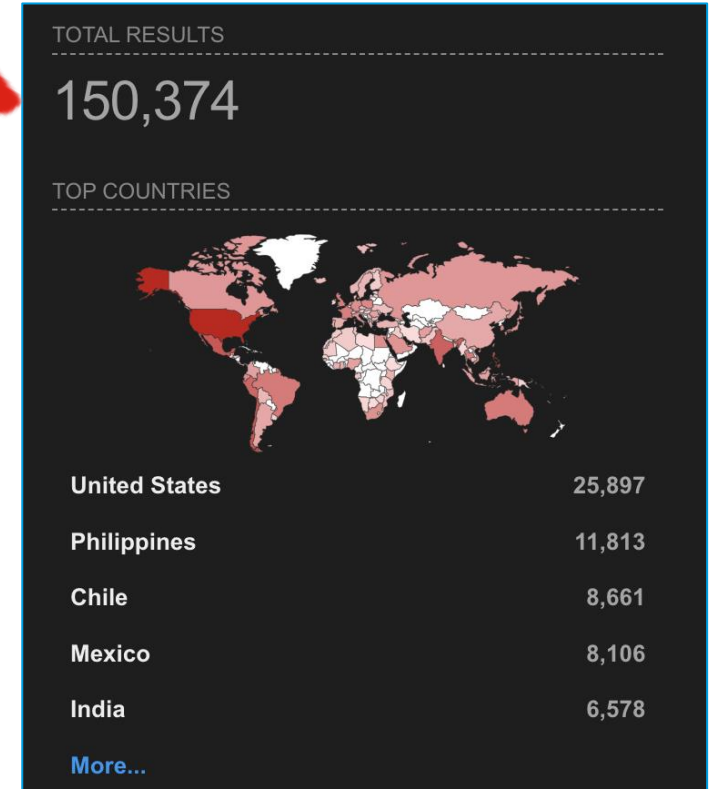 TOTAL RESULTS
150,374
TOP COUNTRIES
United States 25,897
Philippines 11,813
Chile 8,661
Mexico 8,106
India 6,578
More...